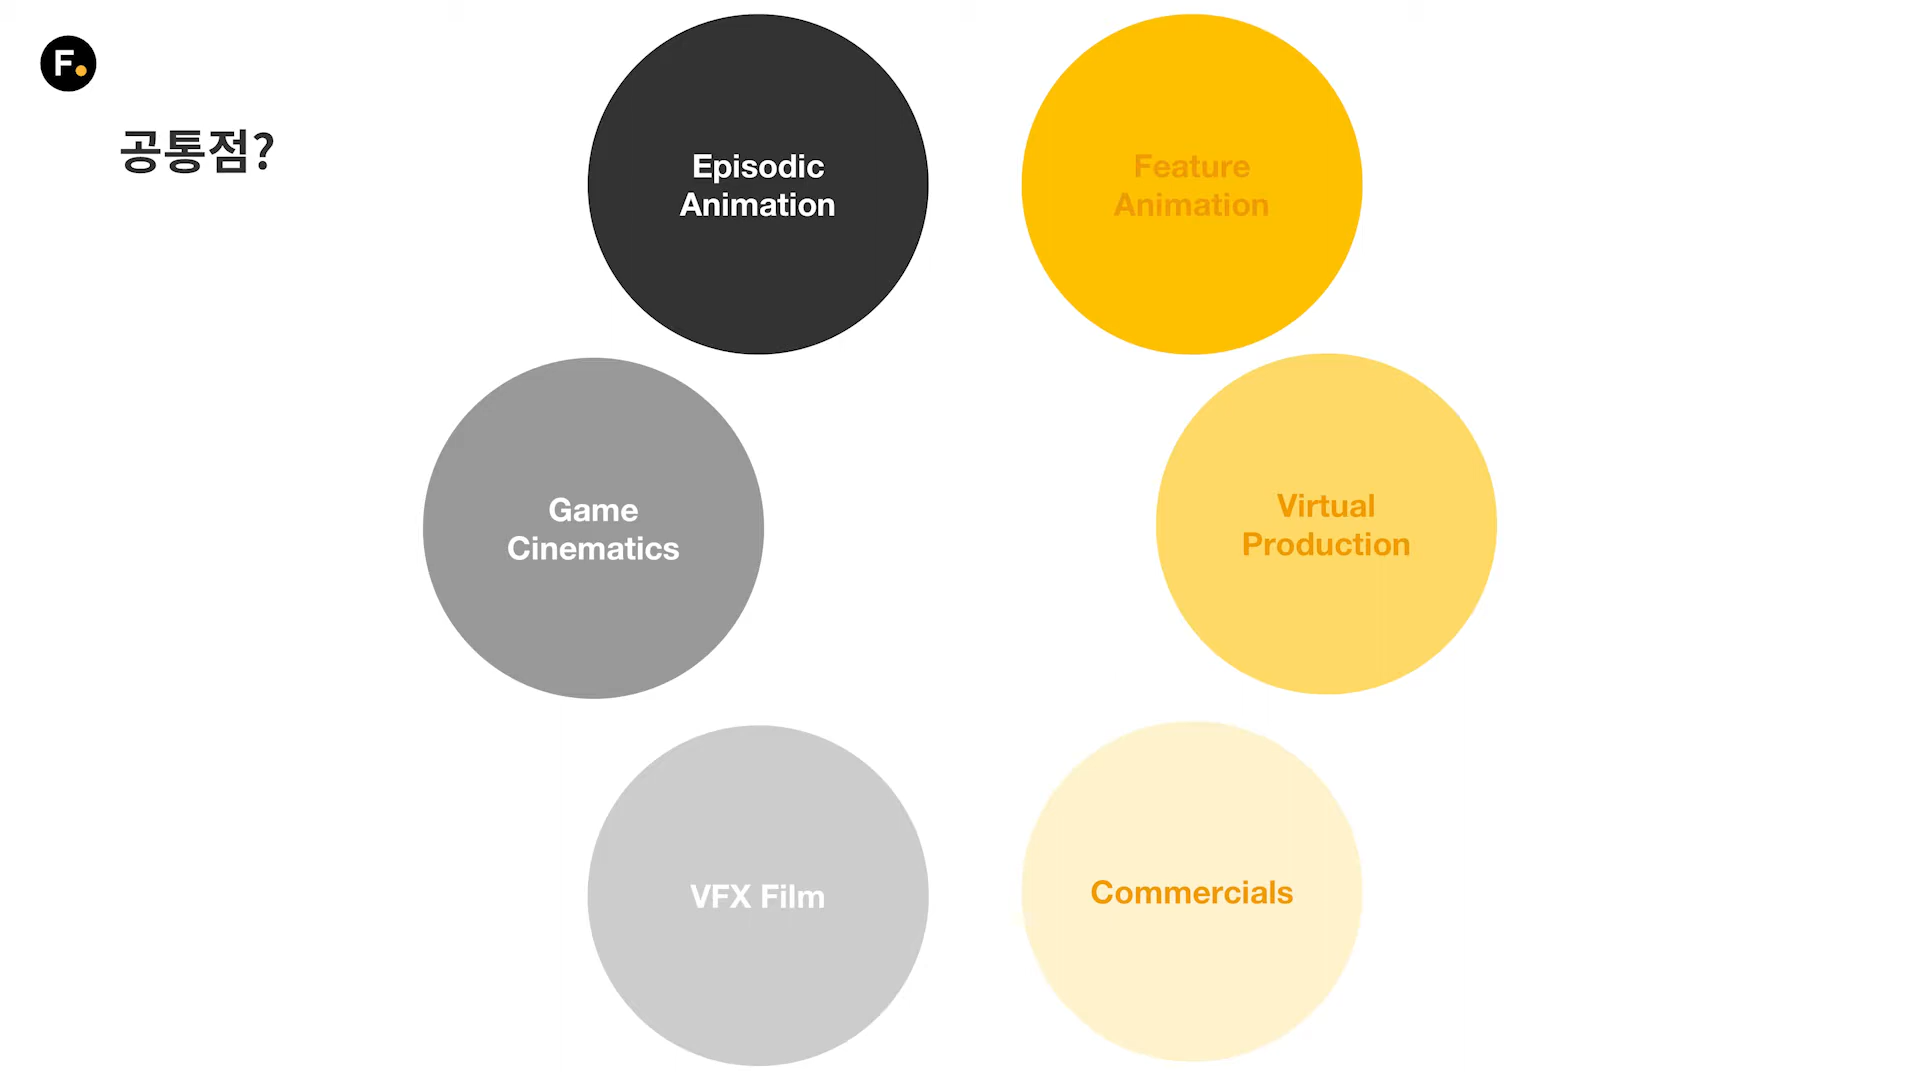 F.
공통점?
Episodic
Animation
Feature
Animation
Game
Cinematics
Virtual
Production
VFX Film
Commercials